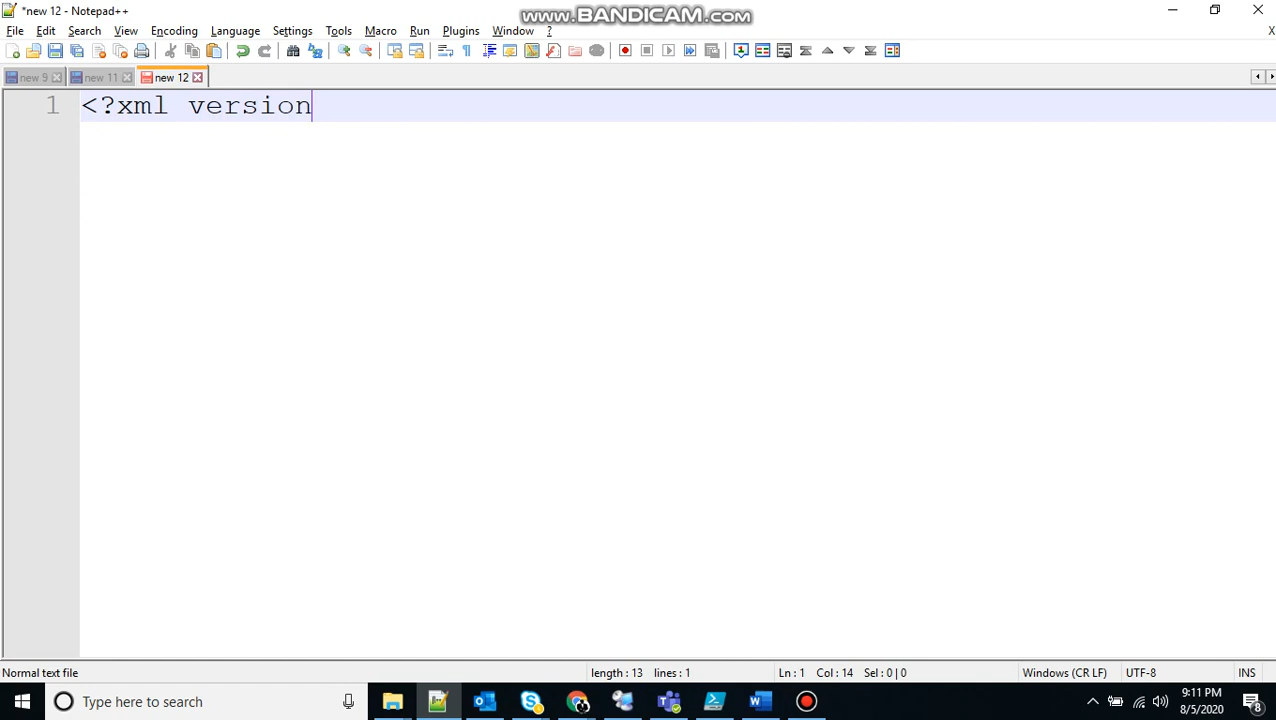 *new 12 - Notepad++
www.BANDICAM.com
File Edit Search View Encoding Language Settings Tools Macro Run Plugins Window ?
X
new 9 new 11 new 12
1 <?xml version
Normal text file length : 13 lines : 1 Ln : 1 Col : 14 Sel : 0 | 0 Windows (CR LF) UTF-8 INS
Type here to search
9:11 PM
8/5/2020
8